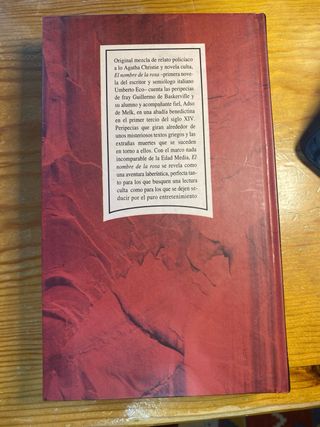 Original mezcla de relato policíaco
a lo Agatha Christie y novela culta,
El nombre de la rosa –primera nove-
la del escritor y semiólogo italiano
Umberto Eco– cuenta las peripecias
de fray Guillermo de Baskerville y
su alumno y acompañante fiel, Adso
de Melk, en una abadía benedictina
en el primer tercio del siglo XIV.
Peripecias que giran alrededor de
unos misteriosos textos griegos y las
extrañas muertes que se suceden
en torno a ellos. Con el marco nada
incomparable de la Edad Media, El
nombre de la rosa se revela como
una aventura laberíntica, perfecta tan-
to para los que busquen una lectura
culta como para los que se dejen se-
ducir por el puro entretenimiento